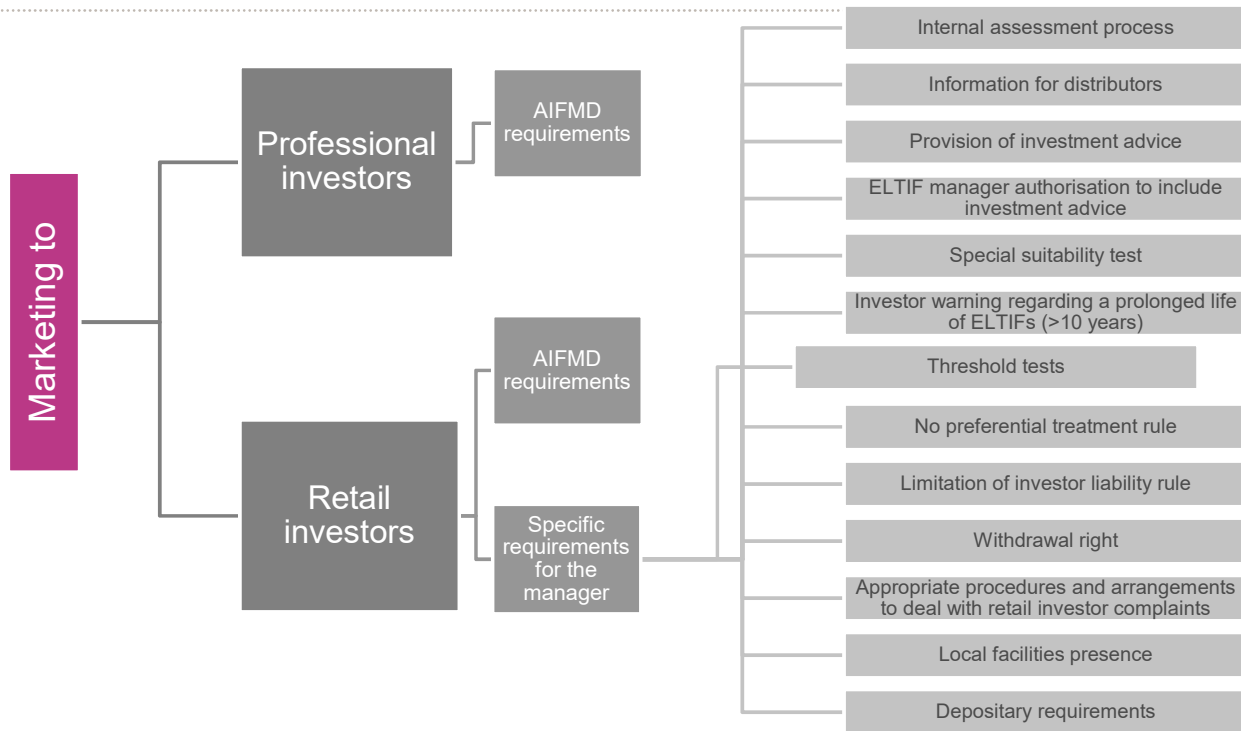 Marketing to
Professional
investors
AIFMD
requirements
Retail
investors
AIFMD
requirements
Specific
requirements
for the
manager
Internal assessment process
Information for distributors
Provision of investment advice
ELTIF manager authorisation to include
investment advice
Special suitability test
Investor warning regarding a prolonged life
of ELTIFs (>10 years)
Threshold tests
No preferential treatment rule
Limitation of investor liability rule
Withdrawal right
Appropriate procedures and arrangements
to deal with retail investor complaints
Local facilities presence
Depositary requirements